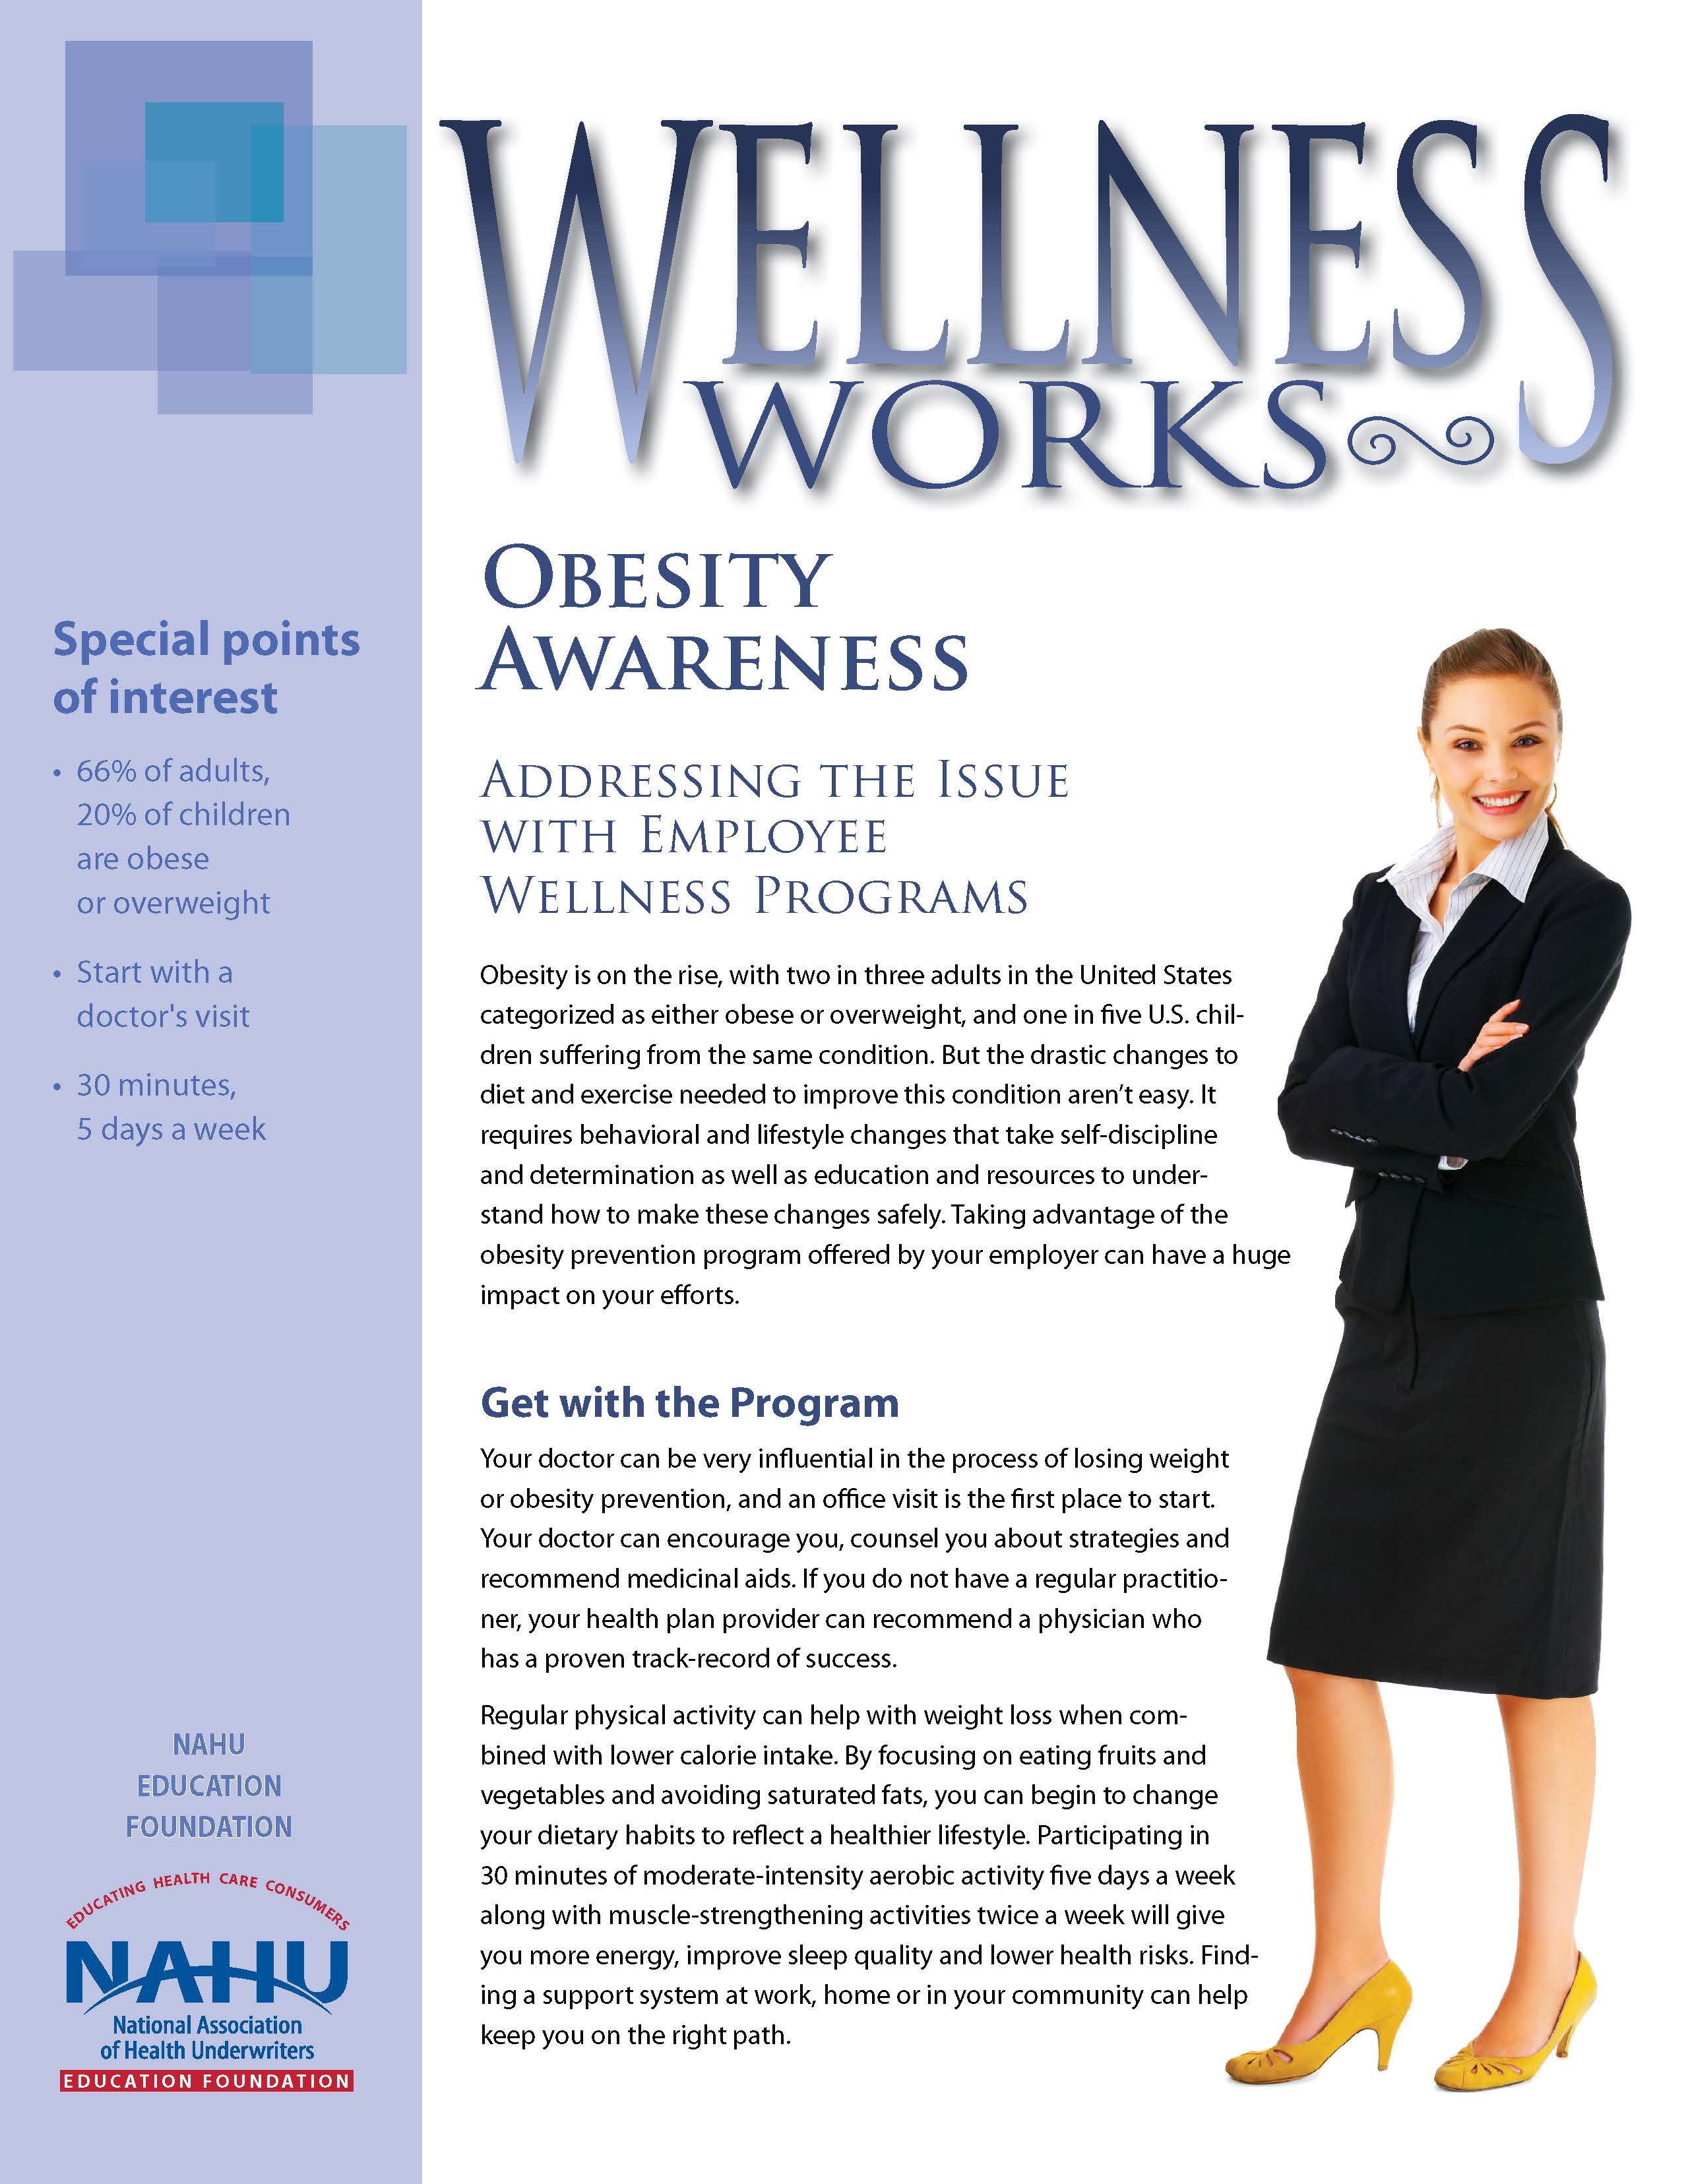 WELLNESS
WORKS
Special points
of interest
• 66% of adults,
20% of children
are obese
or overweight
• Start with a
doctor's visit
• 30 minutes,
5 days a week
NAHU
EDUCATION
FOUNDATION
EDUCATING HEALTH CARE CONSUMERS
NAHU
National Association
of Health Underwriters
EDUCATION FOUNDATION
OBESITY
AWARENESS
ADDRESSING THE ISSUE
WITH EMPLOYEE
WELLNESS PROGRAMS
Obesity is on the rise, with two in three adults in the United States
categorized as either obese or overweight, and one in five U.S. chil-
dren suffering from the same condition. But the drastic changes to
diet and exercise needed to improve this condition aren’t easy. It
requires behavioral and lifestyle changes that take self-discipline
and determination as well as education and resources to under-
stand how to make these changes safely. Taking advantage of the
obesity prevention program offered by your employer can have a huge
impact on your efforts.
Get with the Program
Your doctor can be very influential in the process of losing weight
or obesity prevention, and an office visit is the first place to start.
Your doctor can encourage you, counsel you about strategies and
recommend medicinal aids. If you do not have a regular practitio-
ner, your health plan provider can recommend a physician who
has a proven track-record of success.
Regular physical activity can help with weight loss when com-
bined with lower calorie intake. By focusing on eating fruits and
vegetables and avoiding saturated fats, you can begin to change
your dietary habits to reflect a healthier lifestyle. Participating in
30 minutes of moderate-intensity aerobic activity five days a week
along with muscle-strengthening activities twice a week will give
you more energy, improve sleep quality and lower health risks. Find-
ing a support system at work, home or in your community can help
keep you on the right path.